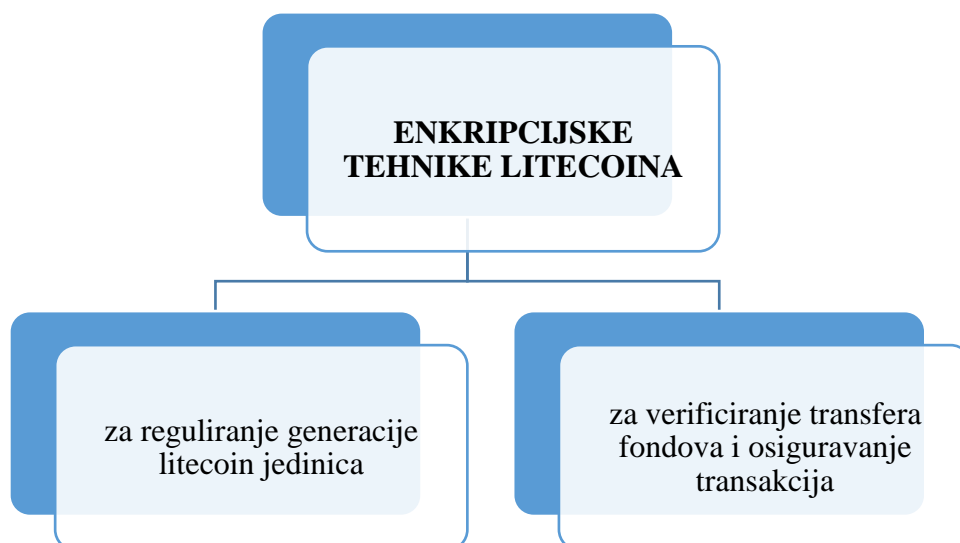 ENKRIPCIJSKE
TEHNIKE LITECOINA
za reguliranje generacije
litecoin jedinica
za verificiranje transfera
fondova i osiguravanje
transakcija